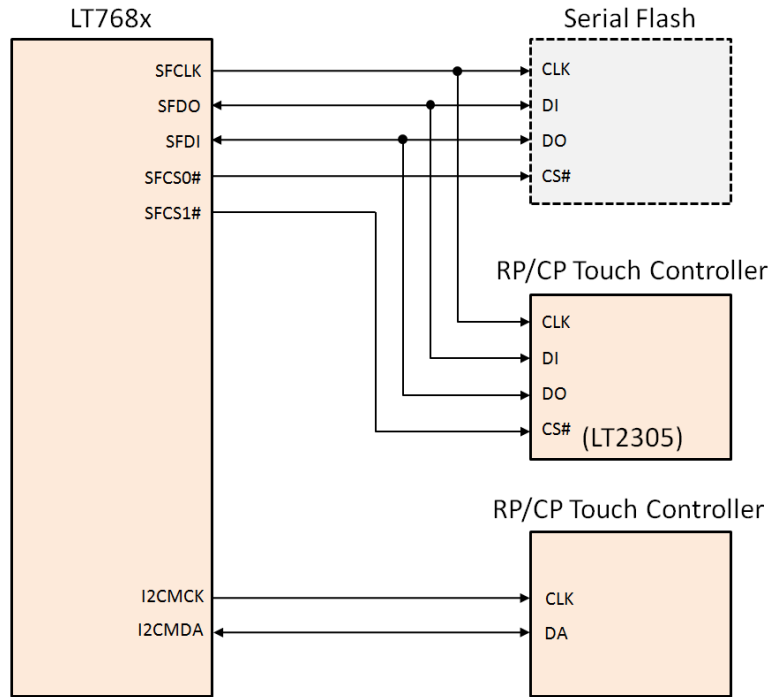 LT768x
Serial Flash
SFCLK
SFDO
SFDI
SFCS0#
SFCS1#
CLK
DI
DO
CS#
RP/CP Touch Controller
CLK
DI
DO
CS#
(LT2305)
RP/CP Touch Controller
I2CMCK
I2CMDA
CLK
DA